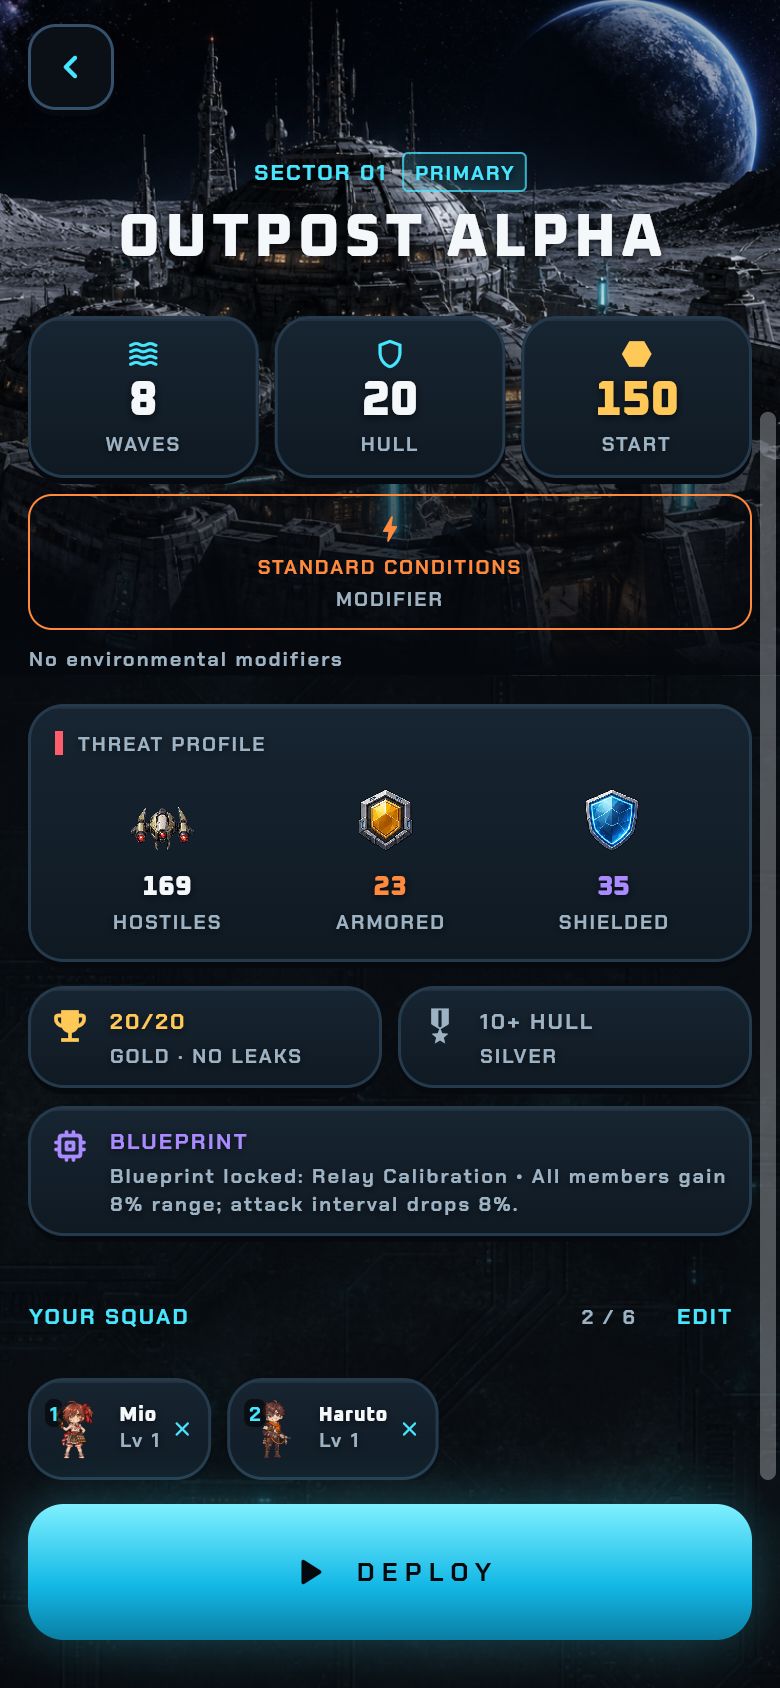 SECTOR 01 PRIMARY
OUTPOST ALPHA
8 20 150
WAVES HULL START
STANDARD CONDITIONS
MODIFIER
No environmental modifiers
THREAT PROFILE
169 23 35
HOSTILES ARMORED SHIELDED
20/20
GOLD · NO LEAKS
10+ HULL
SILVER
BLUEPRINT
Blueprint locked: Relay Calibration • All members gain
8% range; attack interval drops 8%.
YOUR SQUAD 2 / 6 EDIT
1 Mio
Lv 1
2 Haruto
Lv 1
DEPLOY